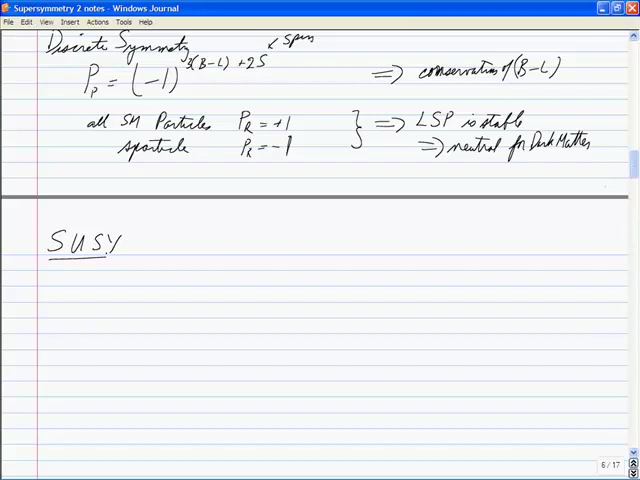 Supersymmetry 2 notes - Windows Journal
File Edit View Insert Actions Tools Help
Discrete Symmetry ↙ spin
P_R = (-1)^{3(B-L)+2S} ⟹ conservation of (B-L)
all SM Particles P_R = +1 } ⟹ LSP is stable
sparticle P_R = -1 ⟹ neutral for Dark Matter
SUSY
6 / 17